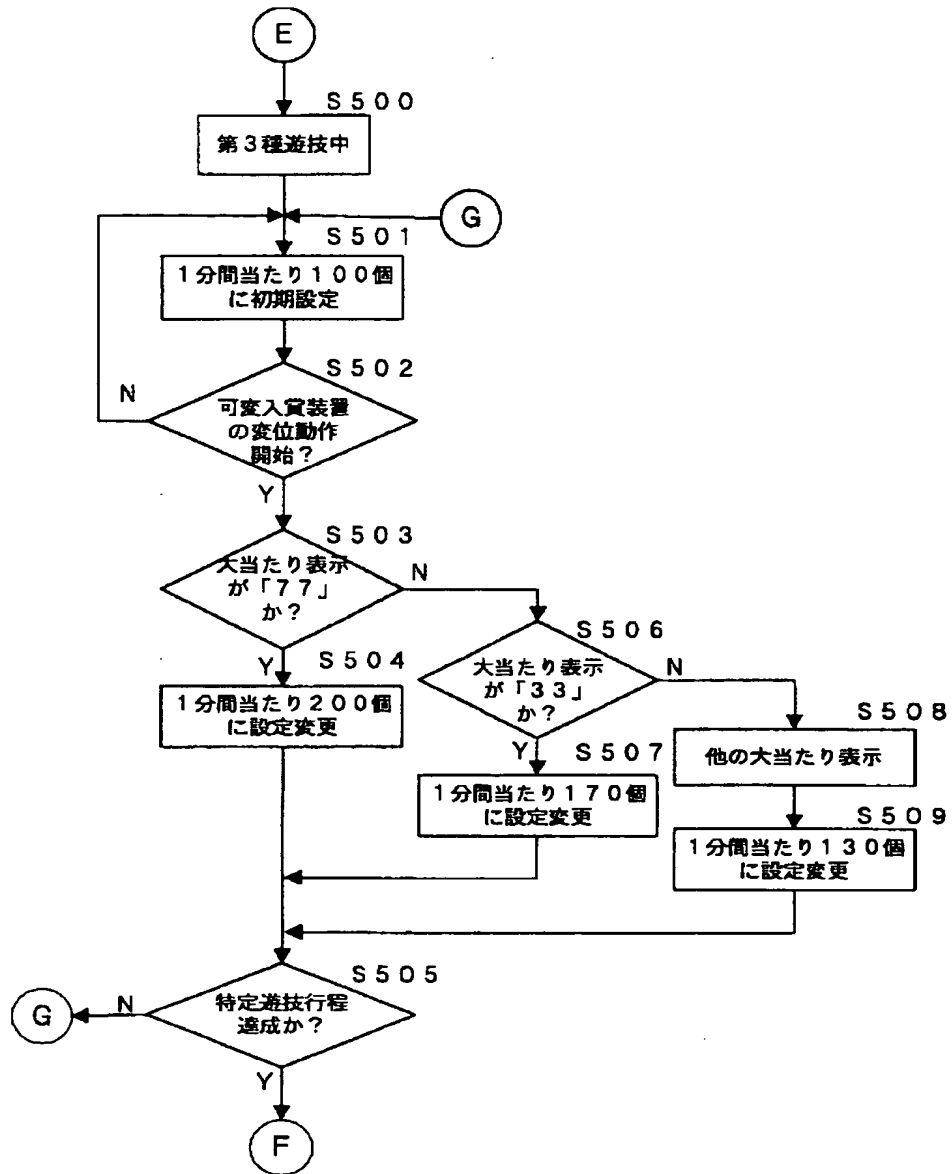 E
S500
第3種遊技中
G
S501
1分間当たり100個
に初期設定
S502
N
可変入賞装置
の変位動作
開始?
Y
S503
大当たり表示
が「77」
か?
N
S506
大当たり表示
が「33」
か?
N
Y
S504
1分間当たり200個
に設定変更
Y
S507
1分間当たり170個
に設定変更
S508
他の大当たり表示
S509
1分間当たり130個
に設定変更
S505
特定遊技行程
達成か?
N
G
Y
F